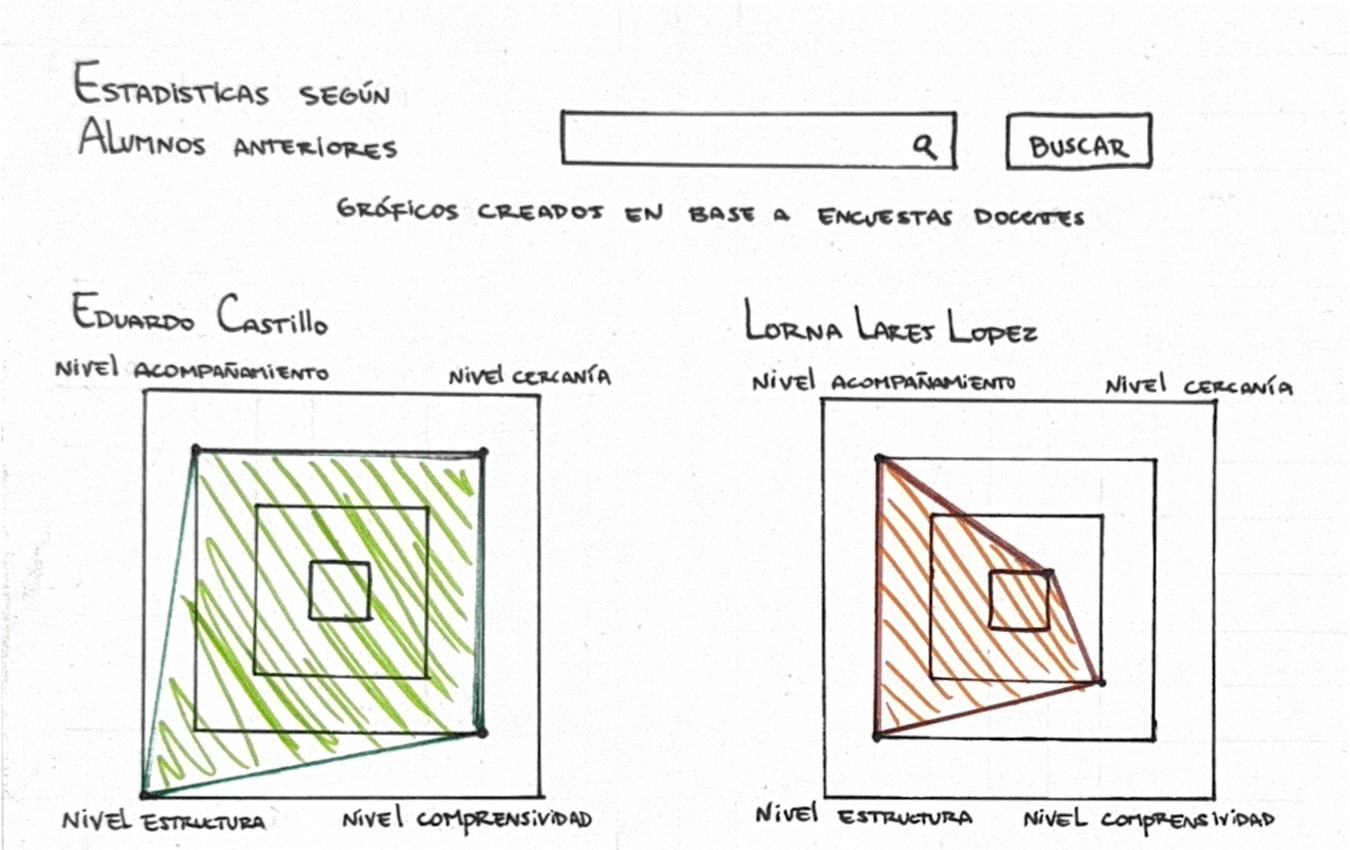 Estadisticas según
Alumnos anteriores
BUSCAR
Gráficos creados en base a encuestas docentes
Eduardo Castillo
Lorna Lares Lopez
Nivel acompañamiento
Nivel cercanía
Nivel acompañamiento
Nivel cercanía
Nivel estructura
Nivel comprensividad
Nivel estructura
Nivel comprensividad